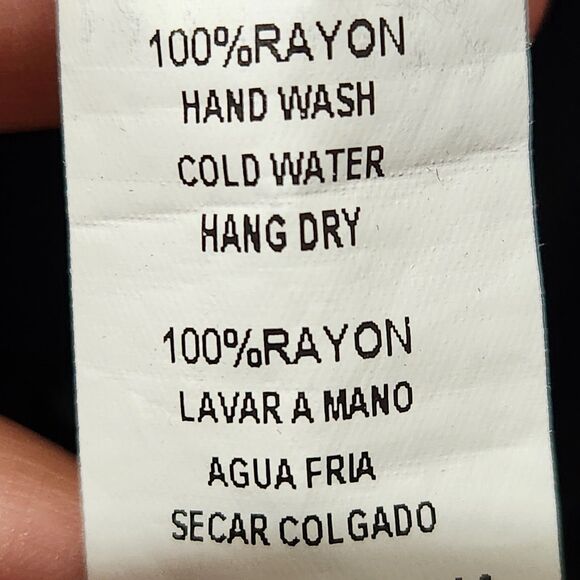 100%RAYON
HAND WASH
COLD WATER
HANG DRY
100%RAYON
LAVAR A MANO
AGUA FRIA
SECAR COLGADO